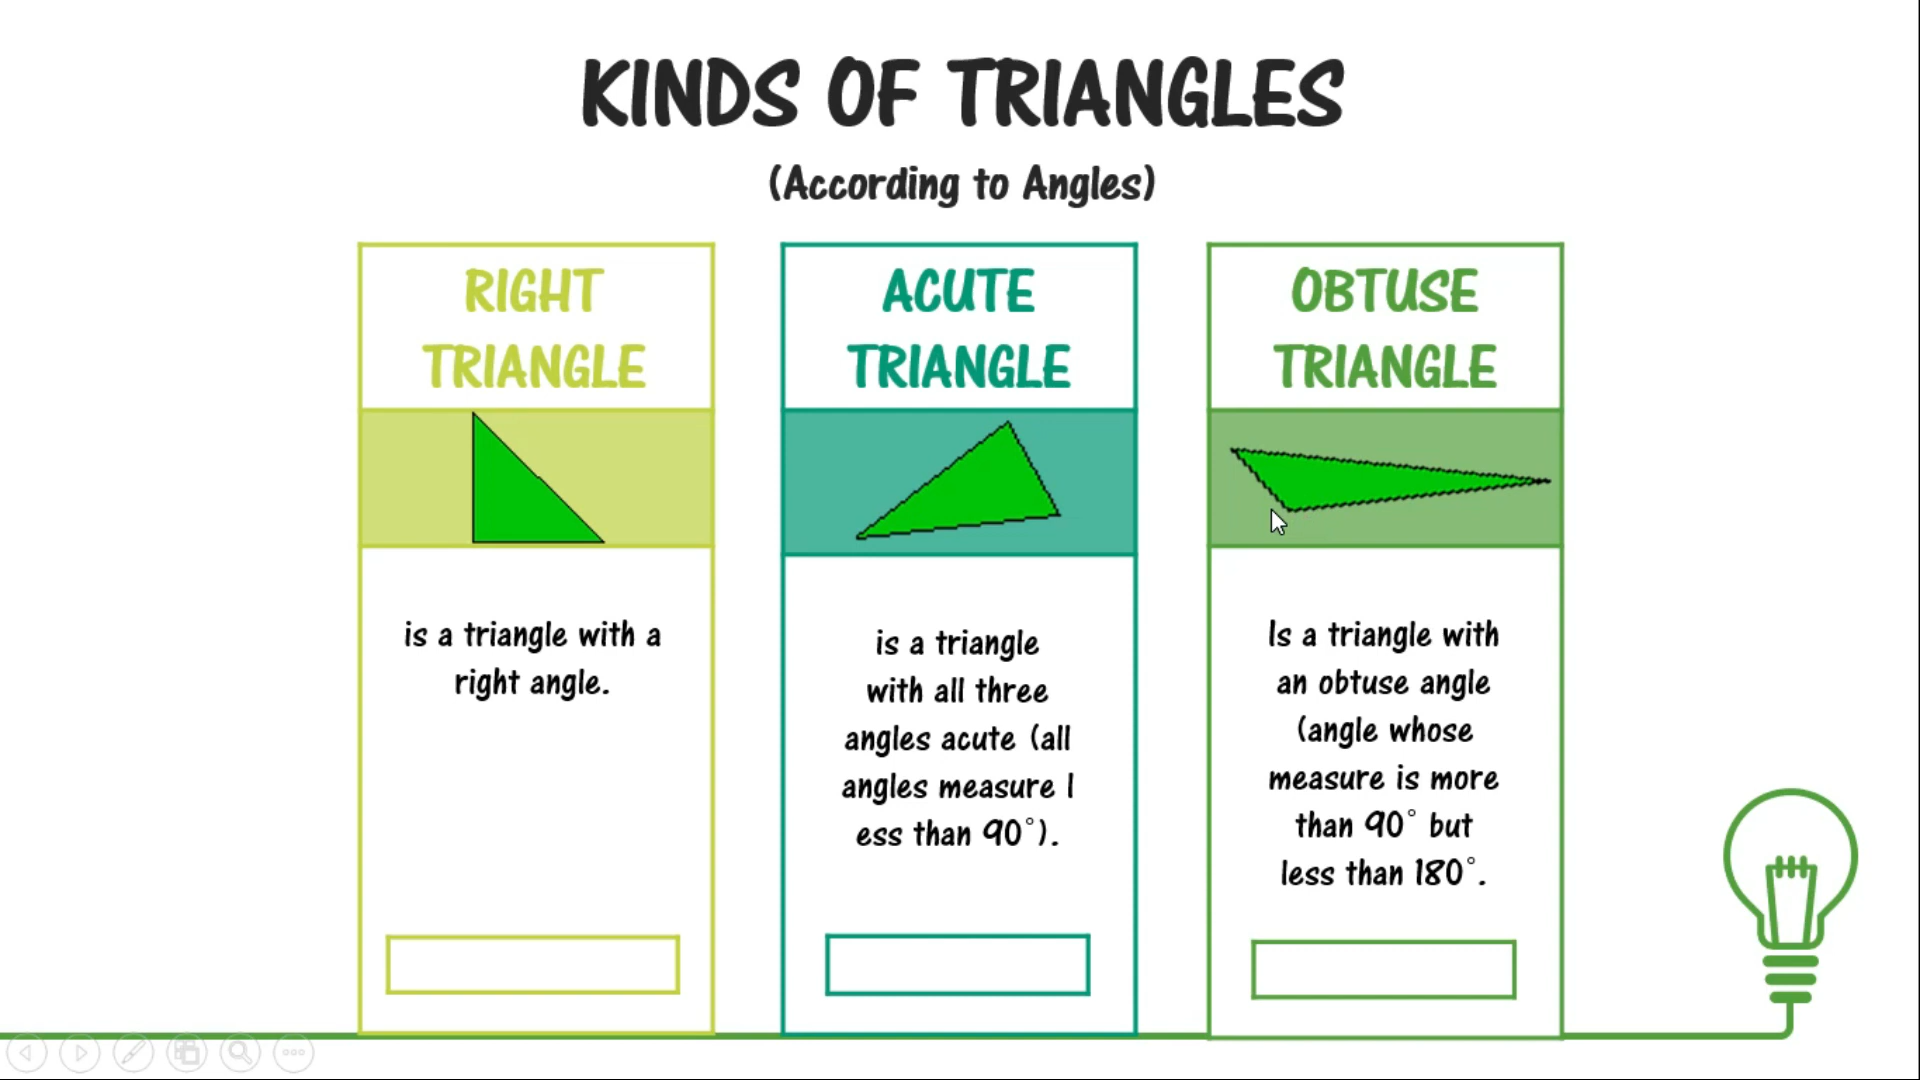 KINDS OF TRIANGLES
(According to Angles)
RIGHT
TRIANGLE
is a triangle with a
right angle.
ACUTE
TRIANGLE
is a triangle
with all three
angles acute (all
angles measure l
ess than 90°).
OBTUSE
TRIANGLE
Is a triangle with
an obtuse angle
(angle whose
measure is more
than 90° but
less than 180°.